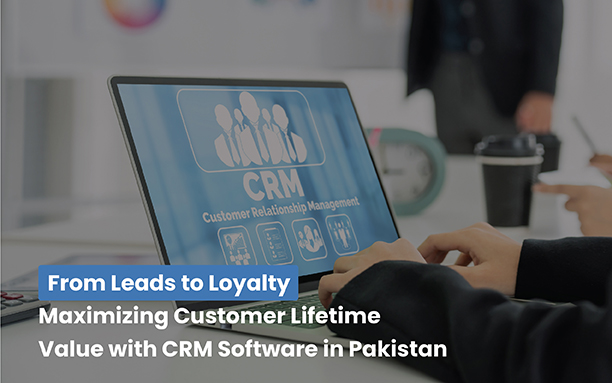 CRM
Customer Relationship Management
From Leads to Loyalty
Maximizing Customer Lifetime
Value with CRM Software in Pakistan